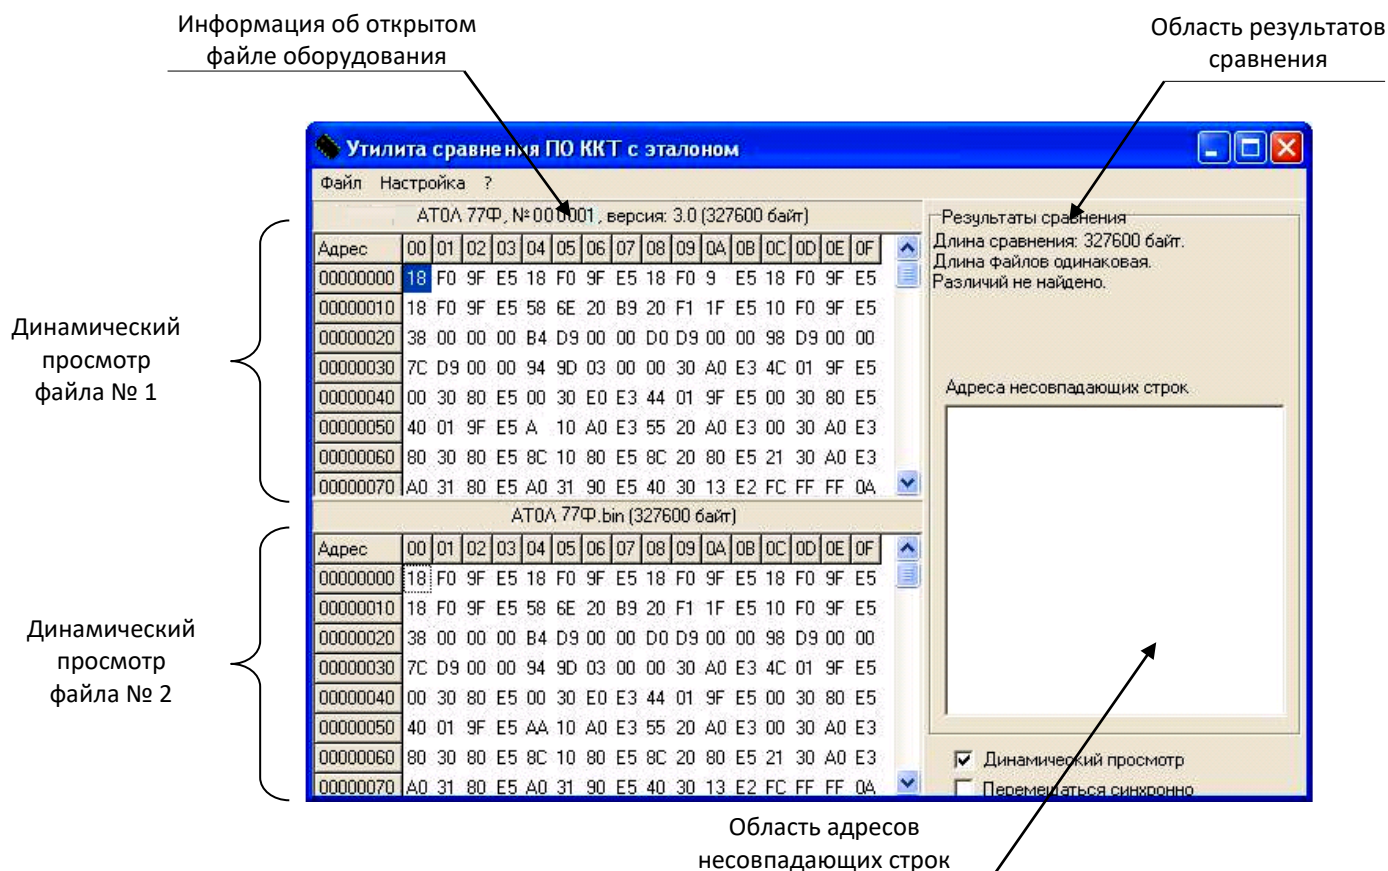 Информация об открытом
файле оборудования
Область результатов
сравнения
Утилита сравнения ПО ККТ с эталоном
Файл Настройка ?
АТОЛ 77Ф, № 000001, версия: 3.0 (327600 байт)
Адрес 00 01 02 03 04 05 06 07 08 09 0A 0B 0C 0D 0E 0F
00000000 18 F0 9F E5 18 F0 9F E5 18 F0 9 E5 18 F0 9F E5
00000010 18 F0 9F E5 58 6E 20 B9 20 F1 1F E5 10 F0 9F E5
00000020 38 00 00 00 B4 D9 00 00 D0 D9 00 00 98 D9 00 00
00000030 7C D9 00 00 94 9D 03 00 00 30 A0 E3 4C 01 9F E5
00000040 00 30 80 E5 00 30 E0 E3 44 01 9F E5 00 30 80 E5
00000050 40 01 9F E5 A 10 A0 E3 55 20 A0 E3 00 30 A0 E3
00000060 80 30 80 E5 8C 10 80 E5 8C 20 80 E5 21 30 A0 E3
00000070 A0 31 80 E5 A0 31 90 E5 40 30 13 E2 FC FF FF 0A
Динамический
просмотр
файла № 1
АТОЛ 77Ф.bin (327600 байт)
Адрес 00 01 02 03 04 05 06 07 08 09 0A 0B 0C 0D 0E 0F
00000000 18 F0 9F E5 18 F0 9F E5 18 F0 9F E5 18 F0 9F E5
00000010 18 F0 9F E5 58 6E 20 B9 20 F1 1F E5 10 F0 9F E5
00000020 38 00 00 00 B4 D9 00 00 D0 D9 00 00 98 D9 00 00
00000030 7C D9 00 00 94 9D 03 00 00 30 A0 E3 4C 01 9F E5
00000040 00 30 80 E5 00 30 E0 E3 44 01 9F E5 00 30 80 E5
00000050 40 01 9F E5 AA 10 A0 E3 55 20 A0 E3 00 30 A0 E3
00000060 80 30 80 E5 8C 10 80 E5 8C 20 80 E5 21 30 A0 E3
00000070 A0 31 80 E5 A0 31 90 E5 40 30 13 E2 FC FF FF 0A
Динамический
просмотр
файла № 2
Результаты сравнения
Длина сравнения: 327600 байт.
Длина файлов одинаковая.
Различий не найдено.
Адреса несовпадающих строк
Динамический просмотр
Перемещаться синхронно
Область адресов
несовпадающих строк